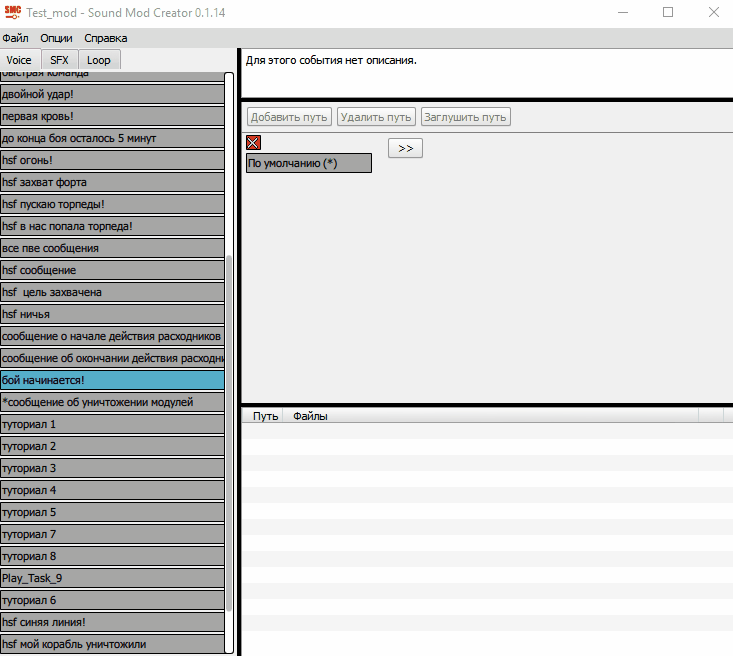 SMC Test_mod - Sound Mod Creator 0.1.14
Файл Опции Справка
Voice SFX Loop
быстрая команда
двойной удар!
первая кровь!
до конца боя осталось 5 минут
hsf огонь!
hsf захват форта
hsf пускаю торпеды!
hsf в нас попала торпеда!
все пве сообщения
hsf сообщение
hsf цель захвачена
hsf ничья
сообщение о начале действия расходников
сообщение об окончании действия расходни
бой начинается!
*сообщение об уничтожении модулей
туториал 1
туториал 2
туториал 3
туториал 4
туториал 5
туториал 7
туториал 8
Play_Task_9
туториал 6
hsf синяя линия!
hsf мой корабль уничтожили
Для этого события нет описания.
Добавить путь Удалить путь Заглушить путь
По умолчанию (*)
>>
Путь Файлы